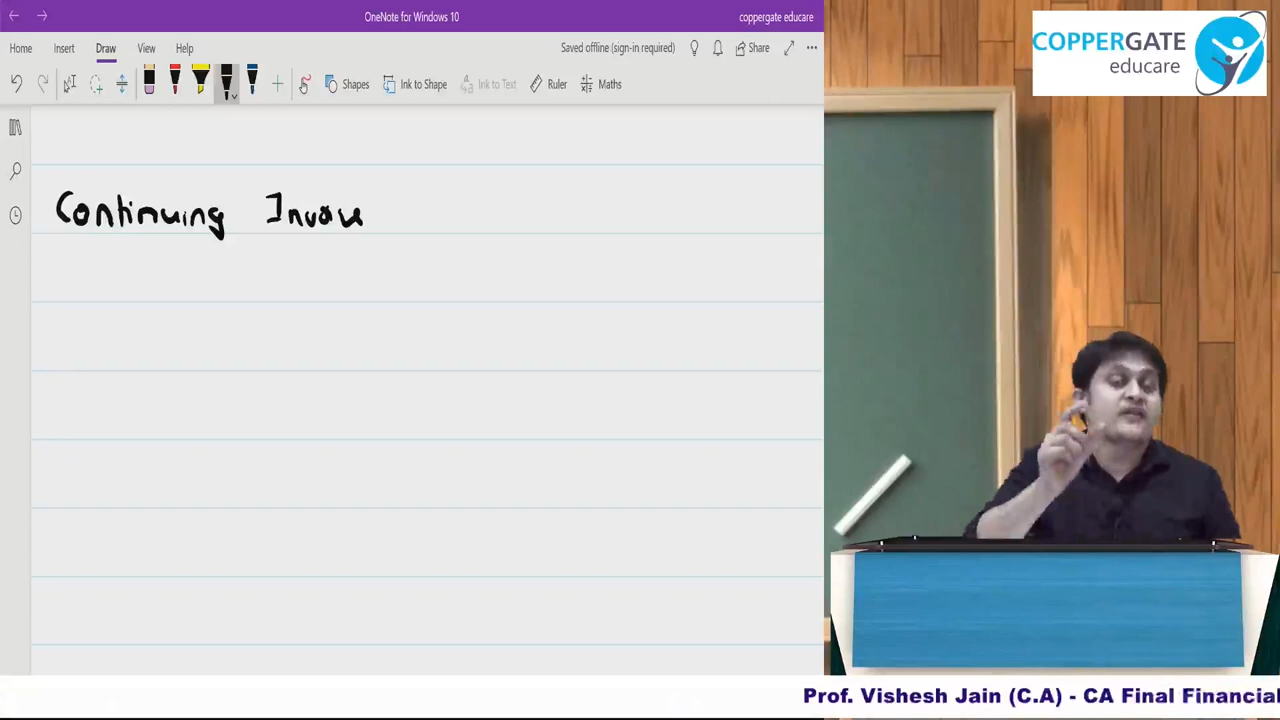 OneNote for Windows 10
coppergate educare
Home Insert Draw View Help
Saved offline (sign-in required)
Share
Shapes
Ink to Shape
Ink to Text
Ruler
Maths
COPPERGATE
educare
Continuing
Prof. Vishesh Jain (C.A) - CA Final Financial